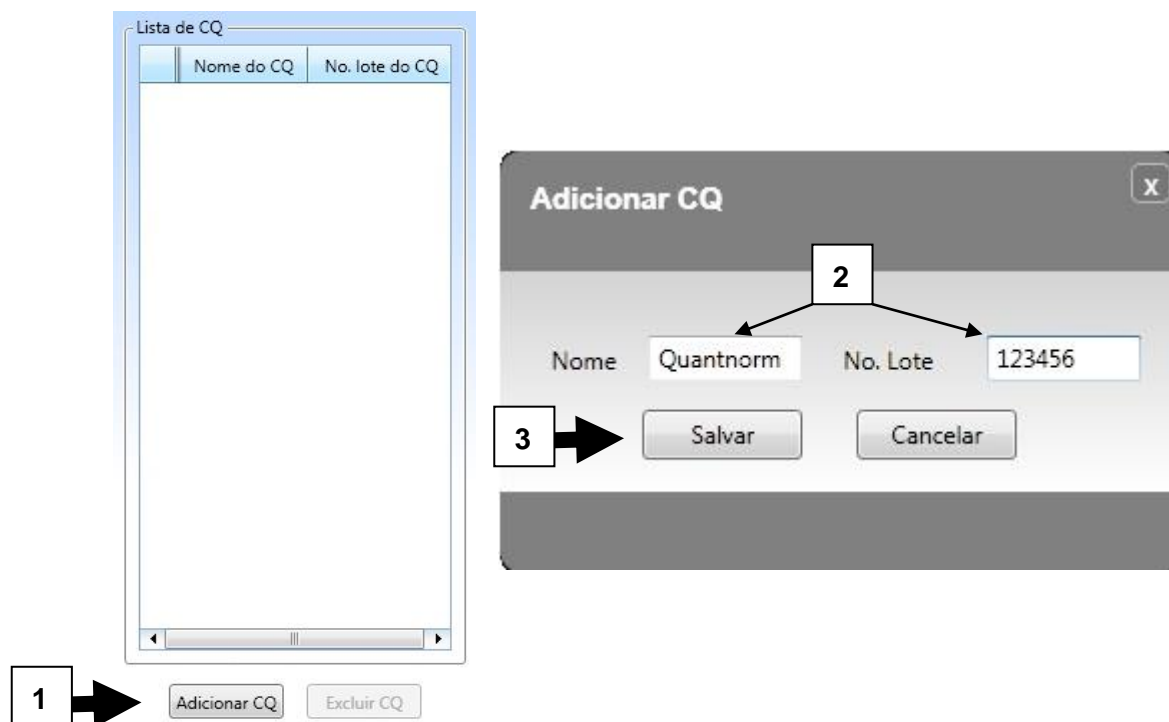 Lista de CQ
Nome do CQ No. lote do CQ
1 Adicionar CQ Excluir CQ
Adicionar CQ x
2
Nome Quantnorm No. Lote 123456
3 Salvar Cancelar